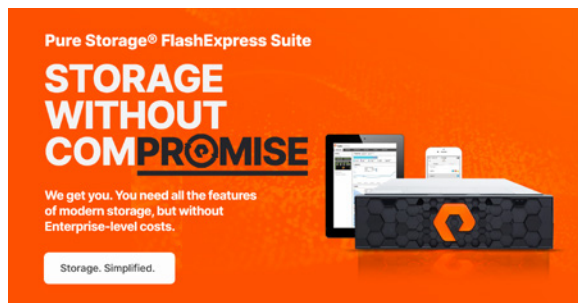 Pure Storage® FlashExpress Suite
STORAGE
WITHOUT
COMPROMISE
We get you. You need all the features
of modern storage, but without
Enterprise-level costs.
Storage. Simplified.